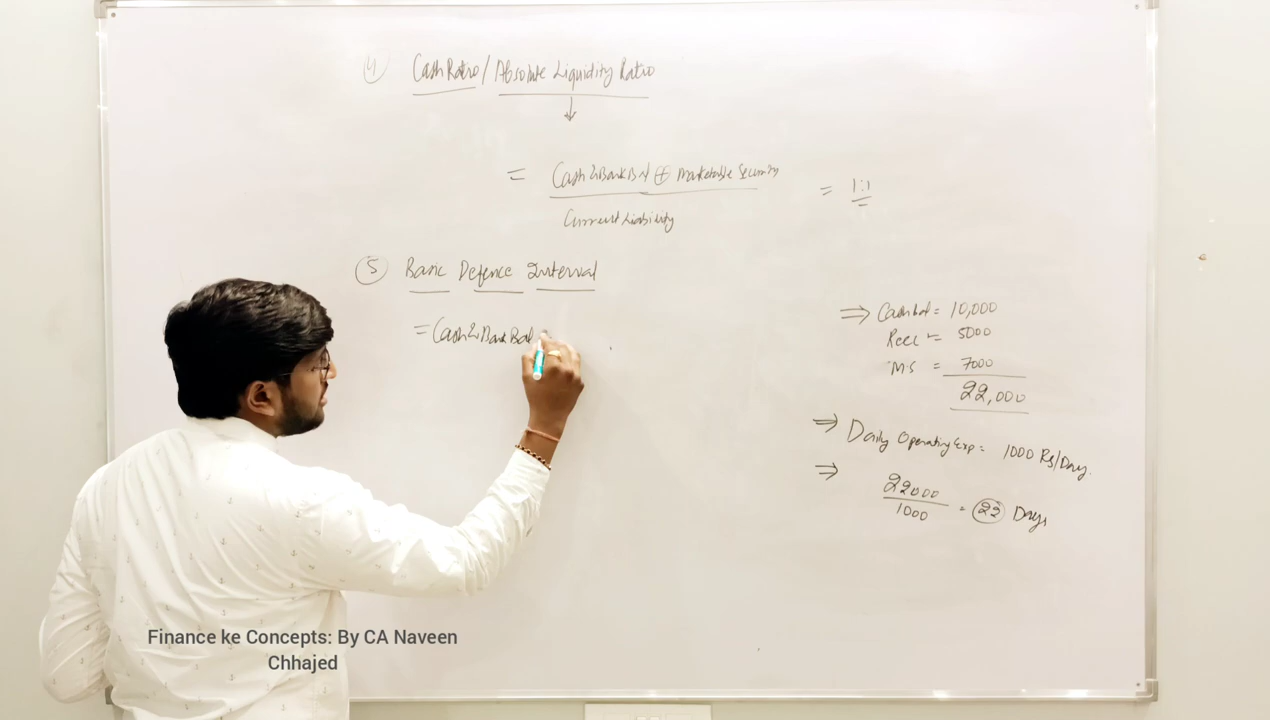 4 Cash Ratio / Absolute Liquidity Ratio
= Cash & Bank Bal + Marketable Security = 1:1
Current Liability
5 Basic Defence Interval
= Cash & Bank Bal
⇒ Cash bal = 10,000
Rec = 5000
M.S = 7000
22,000
⇒ Daily Operating Exp = 1000 Rs/Day.
⇒ 22000
1000 = 22 Days
Finance ke Concepts: By CA Naveen
Chhajed